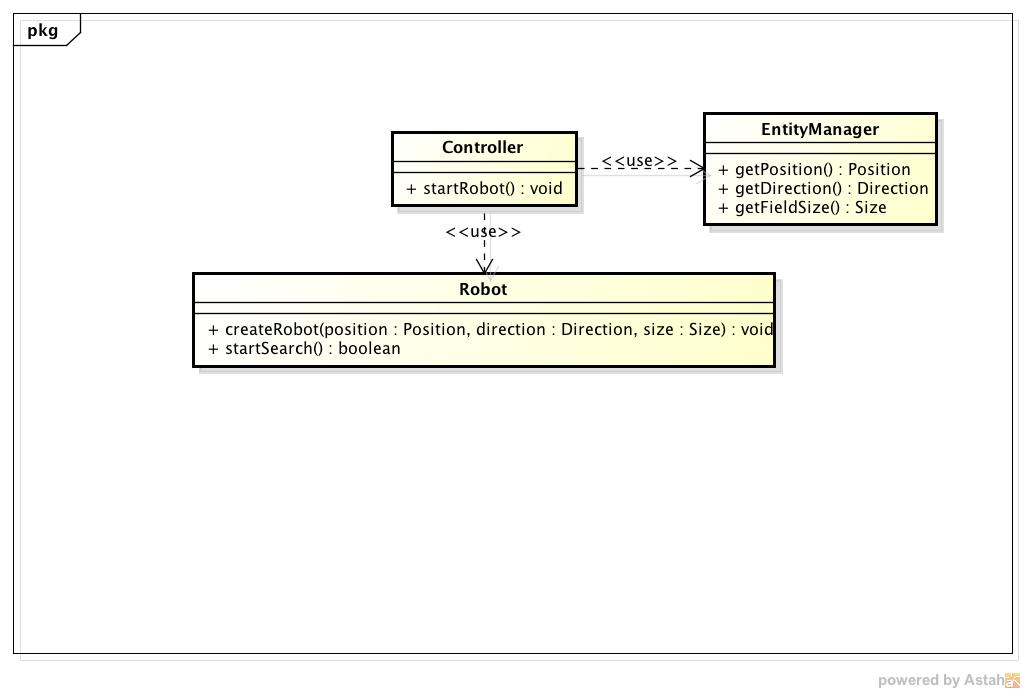 pkg
Controller
+ startRobot() : void
<<use>>
EntityManager
+ getPosition() : Position
+ getDirection() : Direction
+ getFieldSize() : Size
<<use>>
Robot
+ createRobot(position : Position, direction : Direction, size : Size) : void
+ startSearch() : boolean
powered by Astah